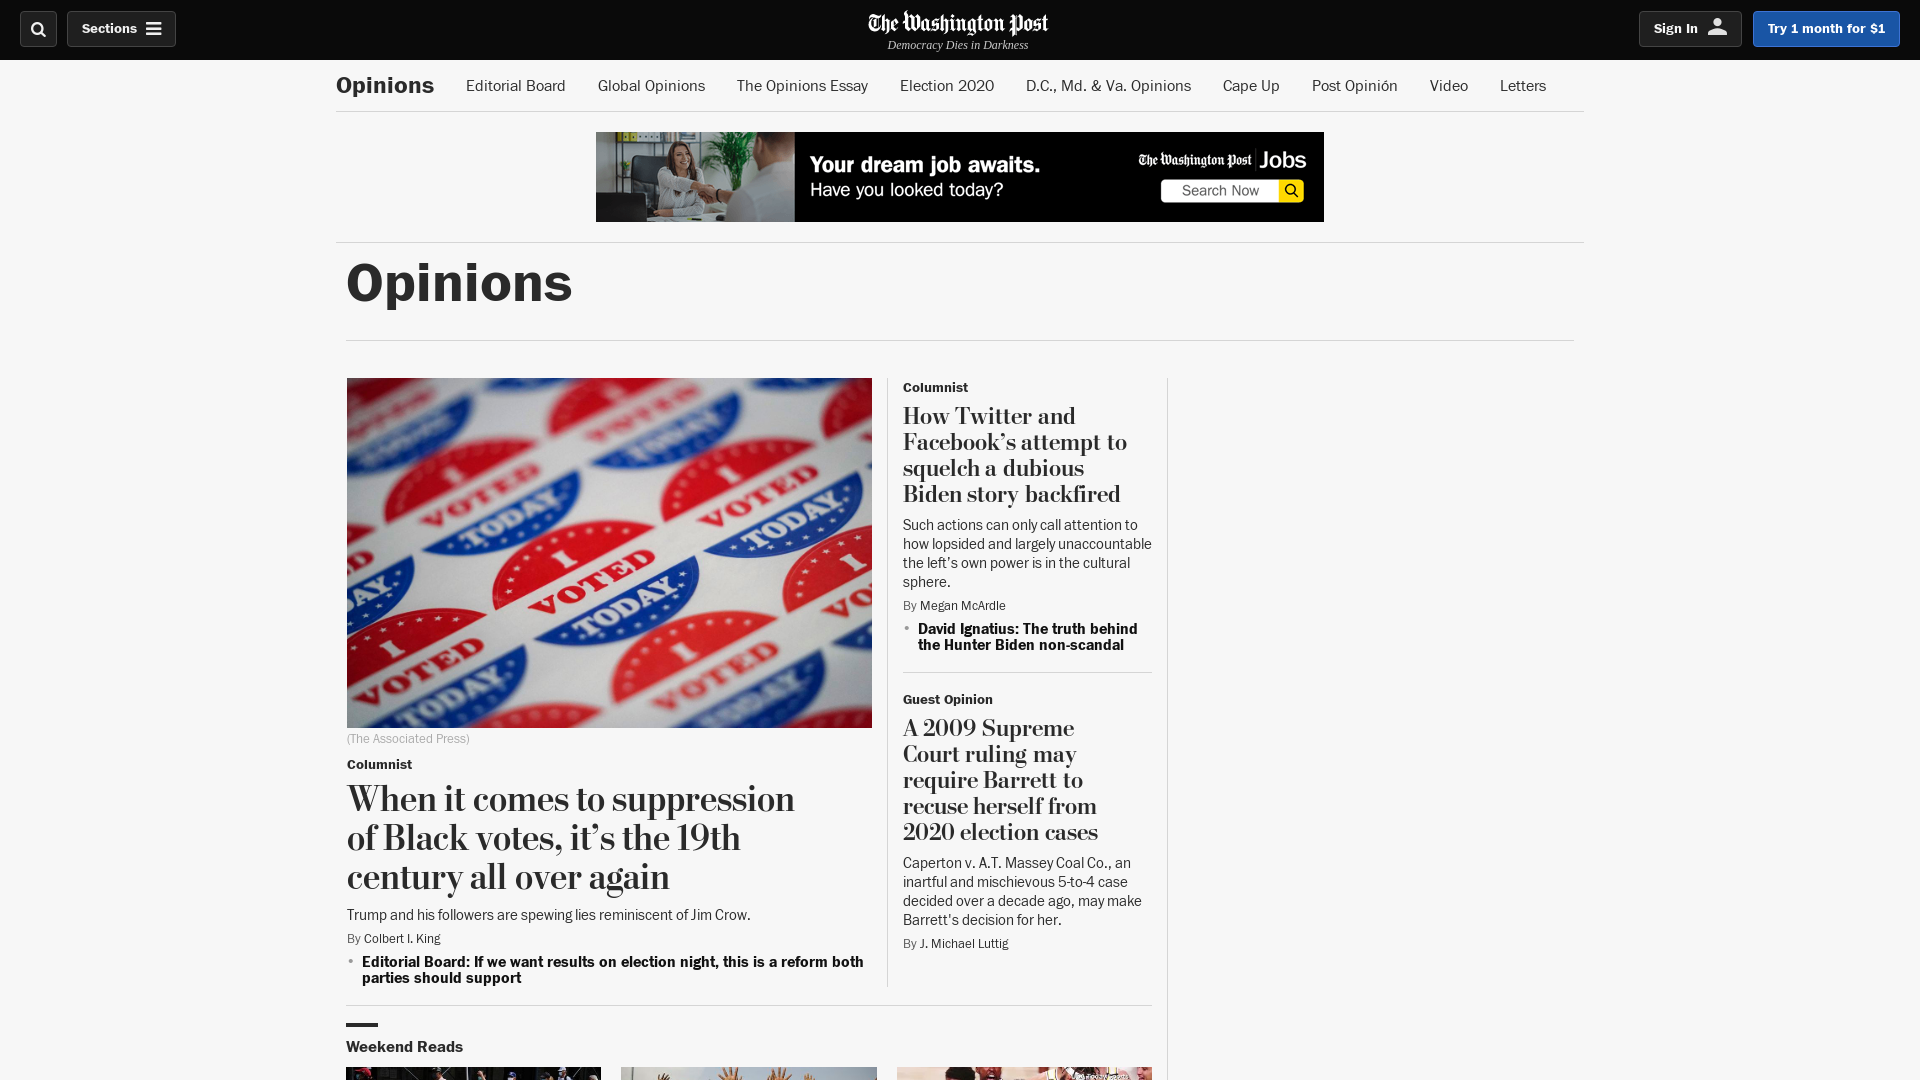 Sections
The Washington Post
Democracy Dies in Darkness
Sign In
Try 1 month for $1
Opinions
Editorial Board
Global Opinions
The Opinions Essay
Election 2020
D.C., Md. & Va. Opinions
Cape Up
Post Opinión
Video
Letters
Your dream job awaits.
Have you looked today?
The Washington Post Jobs
Search Now
Opinions
I VOTED TODAY
I VOTED TODAY
I VOTED TODAY
(The Associated Press)
Columnist
When it comes to suppression
of Black votes, it’s the 19th
century all over again
Trump and his followers are spewing lies reminiscent of Jim Crow.
By Colbert I. King
• Editorial Board: If we want results on election night, this is a reform both
parties should support
Columnist
How Twitter and
Facebook’s attempt to
squelch a dubious
Biden story backfired
Such actions can only call attention to
how lopsided and largely unaccountable
the left’s own power is in the cultural
sphere.
By Megan McArdle
• David Ignatius: The truth behind
the Hunter Biden non-scandal
Guest Opinion
A 2009 Supreme
Court ruling may
require Barrett to
recuse herself from
2020 election cases
Caperton v. A.T. Massey Coal Co., an
inartful and mischievous 5-to-4 case
decided over a decade ago, may make
Barrett's decision for her.
By J. Michael Luttig
Weekend Reads